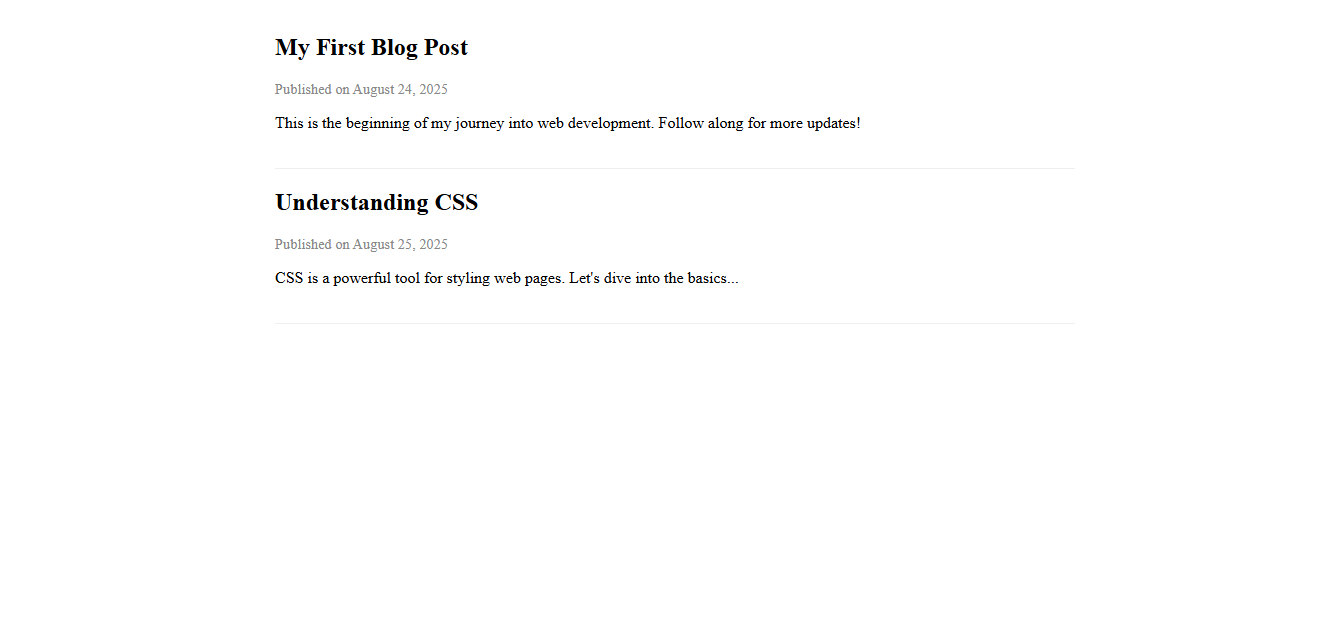 My First Blog Post
Published on August 24, 2025
This is the beginning of my journey into web development. Follow along for more updates!
Understanding CSS
Published on August 25, 2025
CSS is a powerful tool for styling web pages. Let's dive into the basics...